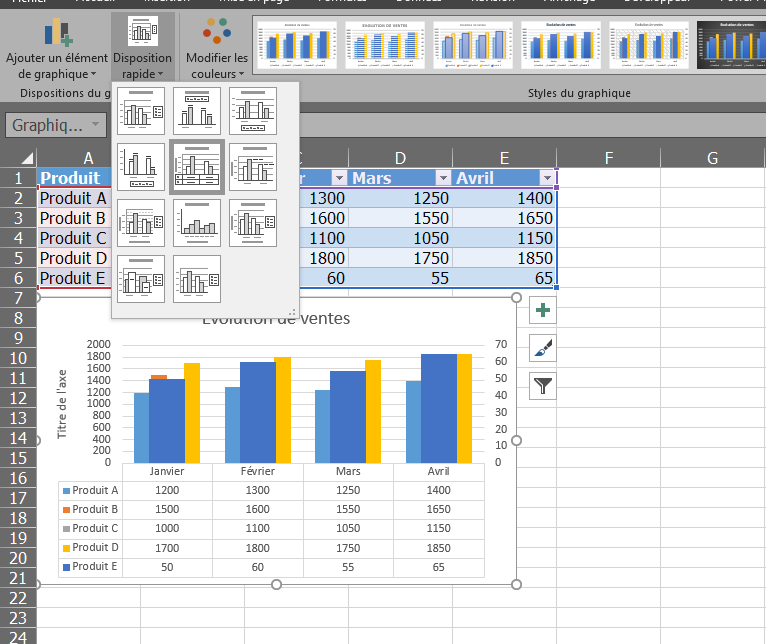 Ajouter un élément
de graphique
Disposition
rapide
Modifier les
couleurs
Dispositions du g
Styles du graphique
Graphiq...
A D E F G
1 Produit r Mars Avril
2 Produit A 1300 1250 1400
3 Produit B 1600 1550 1650
4 Produit C 1100 1050 1150
5 Produit D 1800 1750 1850
6 Produit E 60 55 65
7
8
9
10
11
12
13
14
15
16
17
18
19
20
21
22
23
24
Evolution de ventes
Titre de l'axe
2000
1800
1600
1400
1200
1000
800
600
400
200
0
70
60
50
40
30
20
10
0
Janvier Février Mars Avril
Produit A 1200 1300 1250 1400
Produit B 1500 1600 1550 1650
Produit C 1000 1100 1050 1150
Produit D 1700 1800 1750 1850
Produit E 50 60 55 65